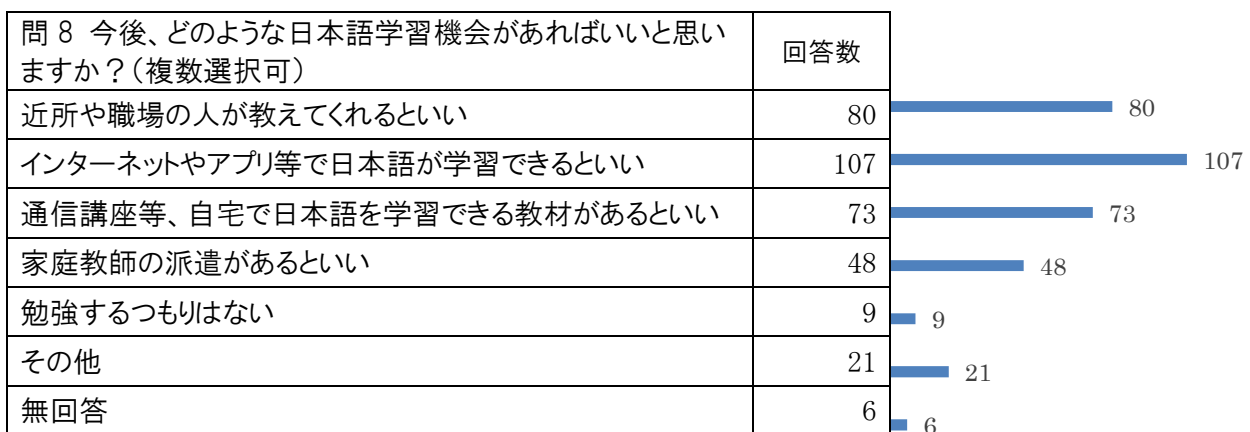 問 8 今後、どのような日本語学習機会があればいいと思い
ますか？（複数選択可）
回答数
近所や職場の人が教えてくれるといい 80 80
インターネットやアプリ等で日本語が学習できるといい 107 107
通信講座等、自宅で日本語を学習できる教材があるといい 73 73
家庭教師の派遣があるといい 48 48
勉強するつもりはない 9 9
その他 21 21
無回答 6 6